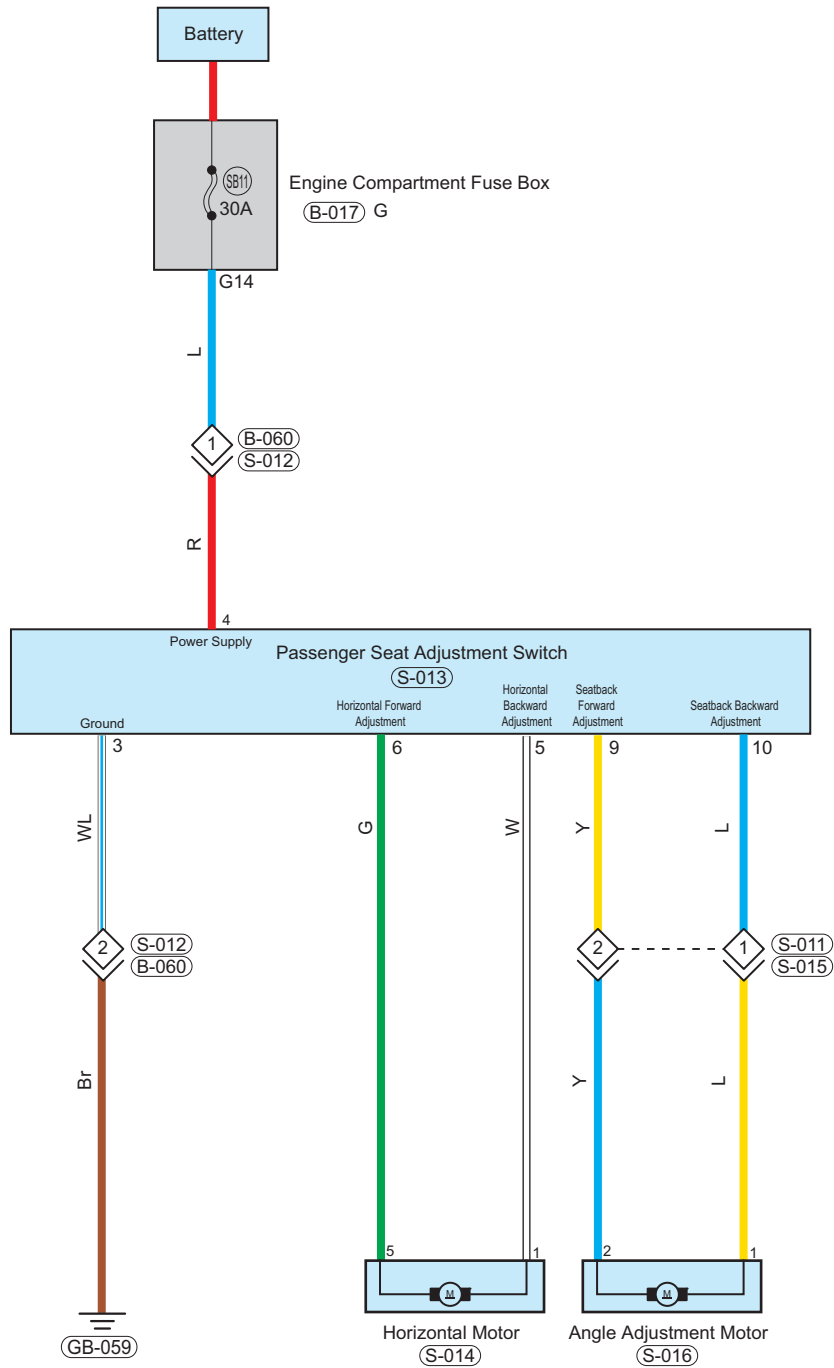 Battery
SB11
30A
Engine Compartment Fuse Box
B-017 G
G14
L
1
B-060
S-012
R
4
Power Supply
Passenger Seat Adjustment Switch
S-013
Ground
Horizontal Forward
Adjustment
Horizontal
Backward
Adjustment
Seatback
Forward
Adjustment
Seatback Backward
Adjustment
3
6
5
9
10
WL
G
W
Y
L
2
S-012
B-060
2
1
S-011
S-015
Br
Y
L
5
1
2
1
M
M
GB-059
Horizontal Motor
S-014
Angle Adjustment Motor
S-016